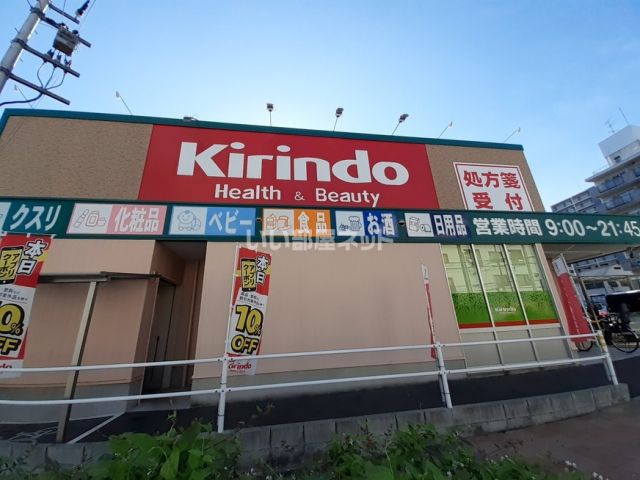 Kirindo
Health & Beauty
処方箋
受付
クスリ
化粧品
ベビー
食品
お酒
日用品
営業時間 9:00~21:45
いい部屋ネット
本日
OFF
本日
10%
OFF
Kirindo